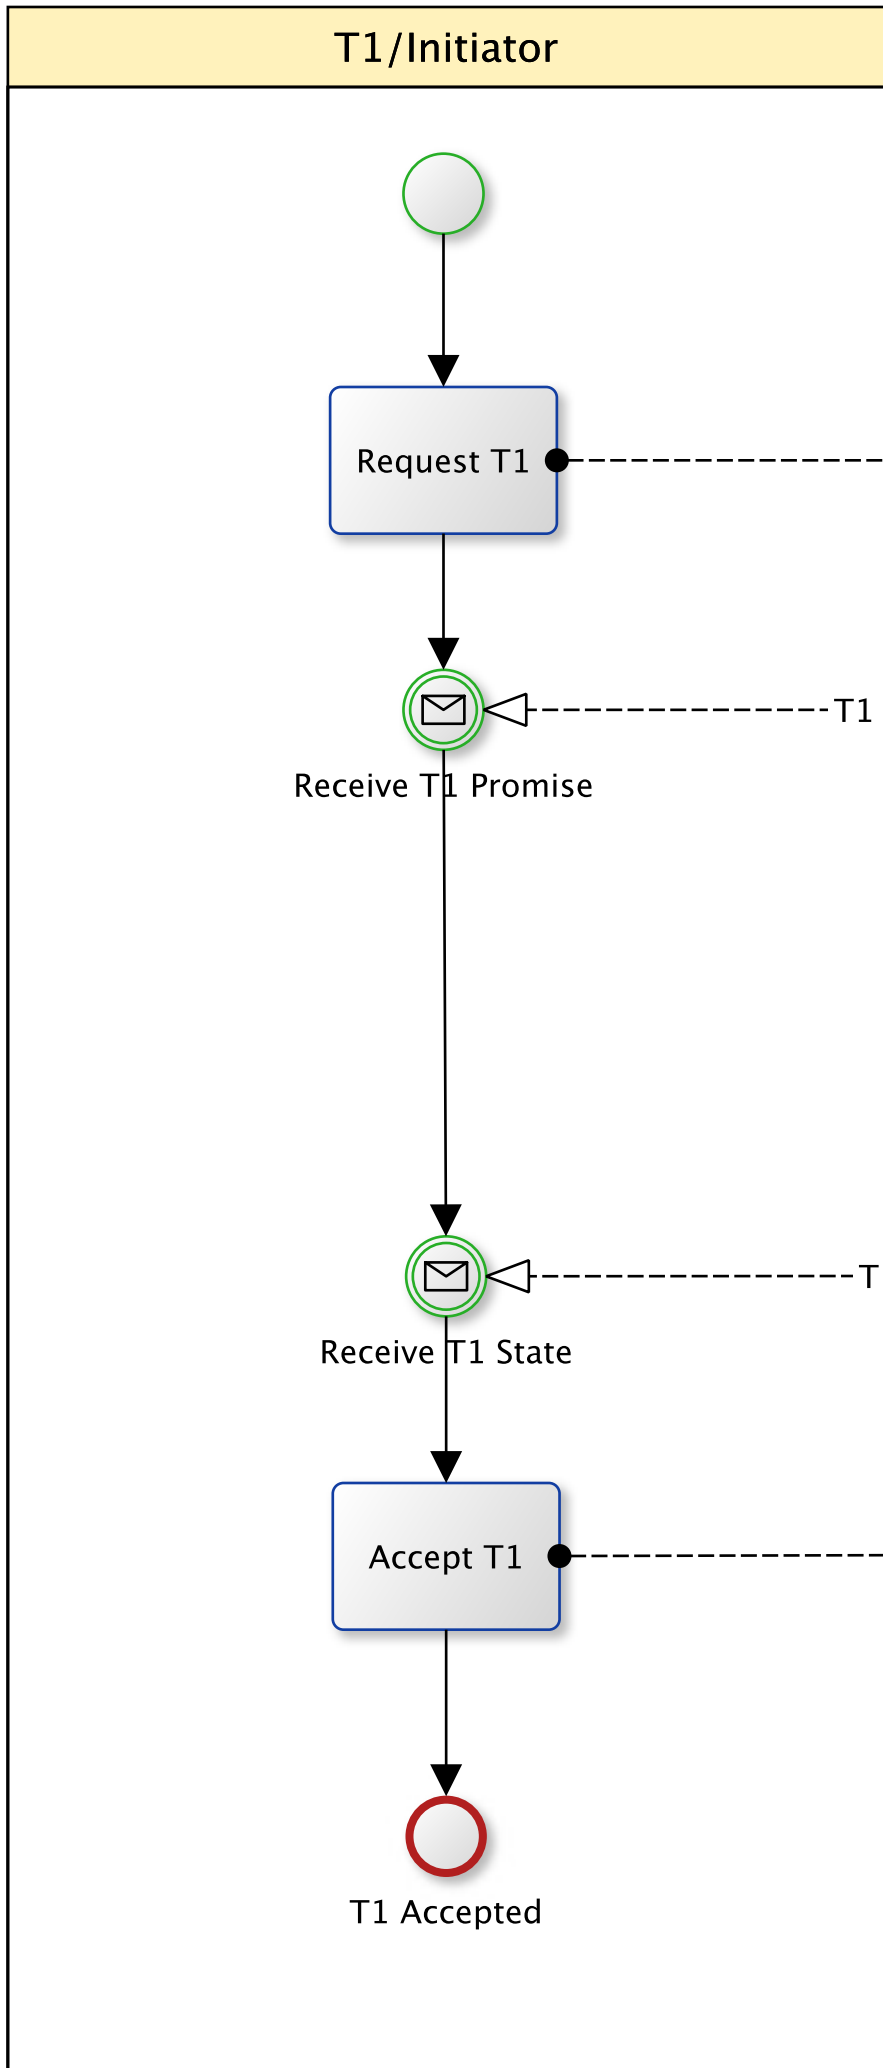 T1/Initiator
Request T1
T1
Receive T1 Promise
T
Receive T1 State
Accept T1
T1 Accepted